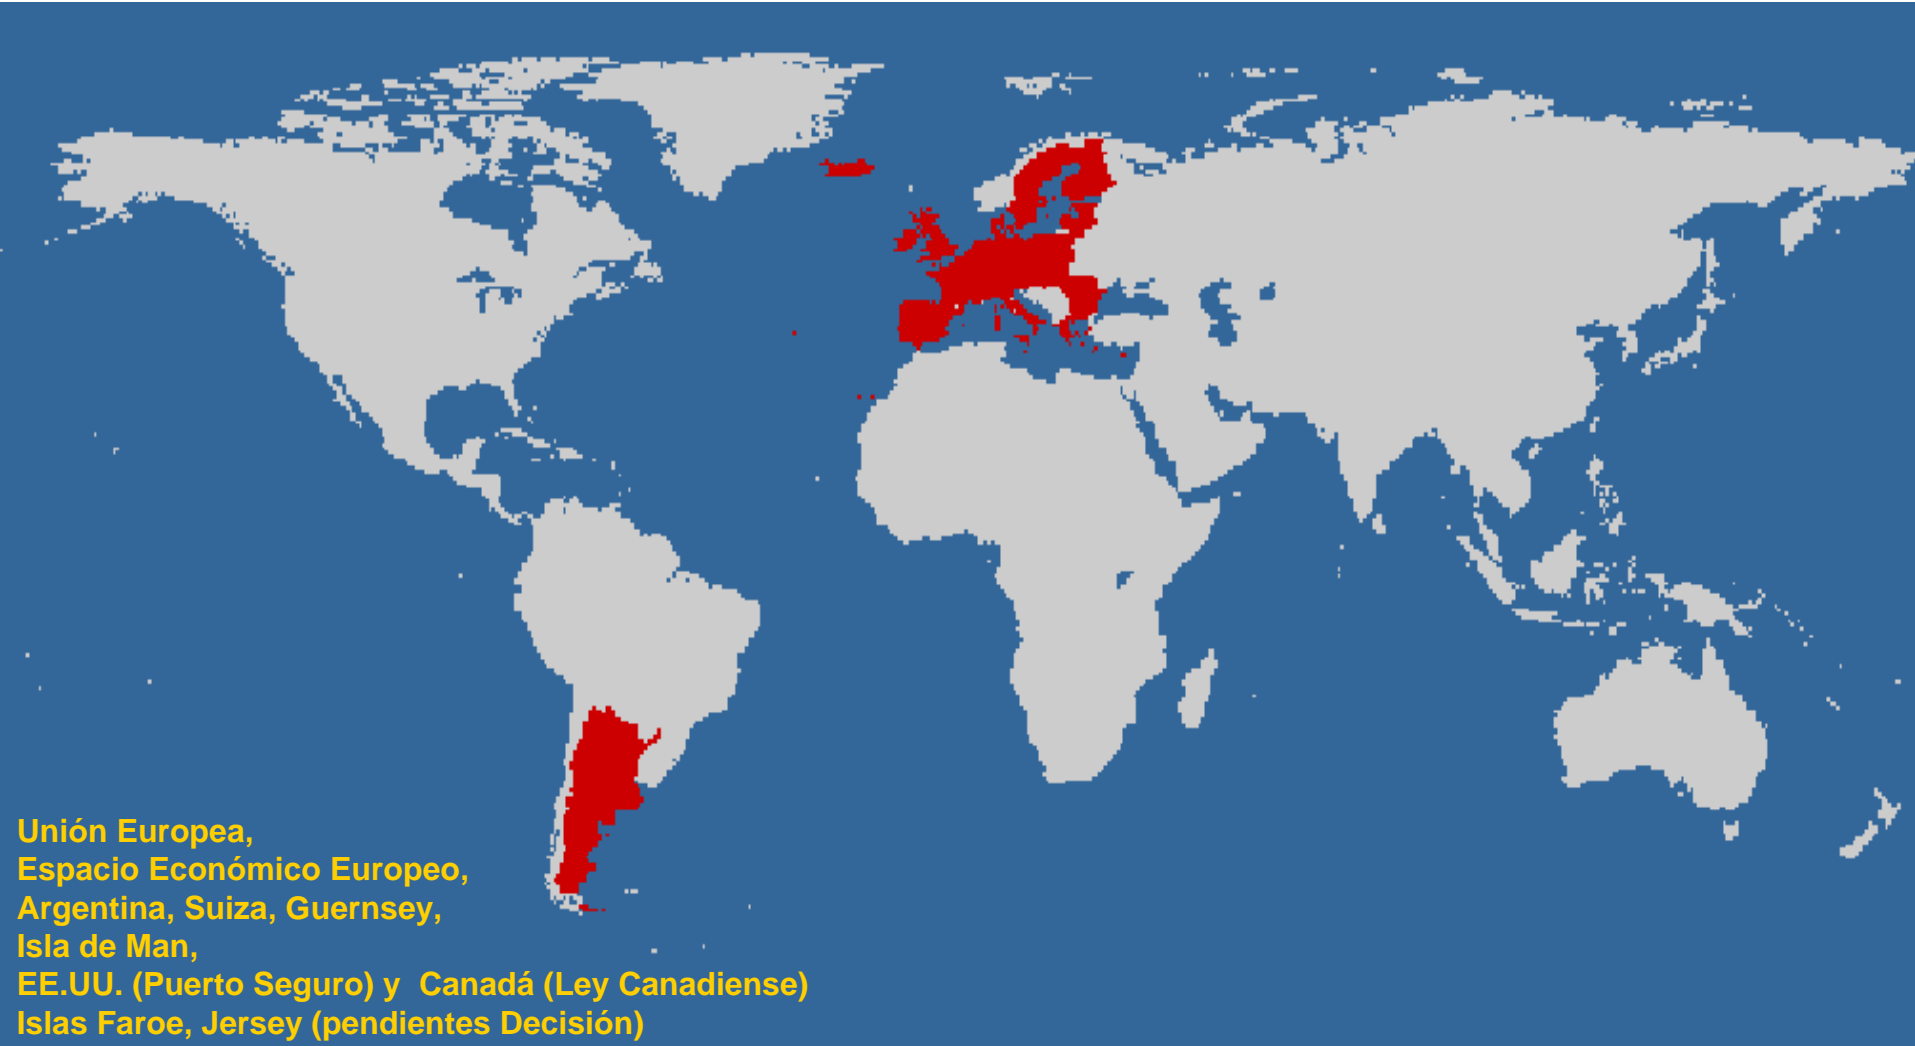 Unión Europea,
Espacio Económico Europeo,
Argentina, Suiza, Guernsey,
Isla de Man,
EE.UU. (Puerto Seguro) y  Canadá (Ley Canadiense)
Islas Faroe, Jersey (pendientes Decisión)